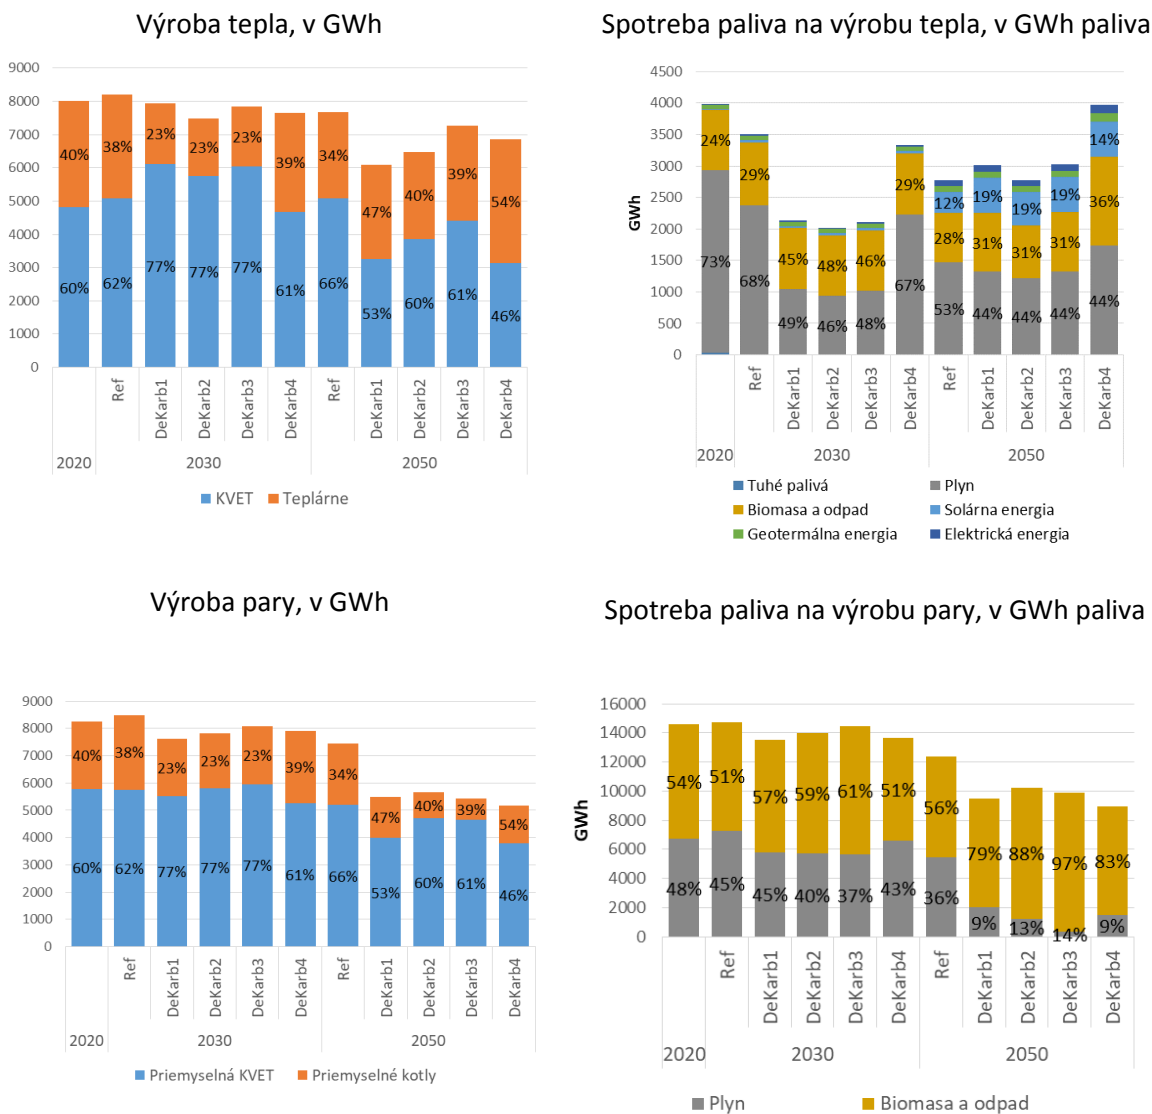 Výroba tepla, v GWh
9000
8000
7000
6000
5000
4000
3000
2000
1000
0
40% 38% 23% 23% 23% 39% 34% 47% 40% 39% 54%
60% 62% 77% 77% 77% 61% 66% 53% 60% 61% 46%
Ref DeKarb1 DeKarb2 DeKarb3 DeKarb4 Ref DeKarb1 DeKarb2 DeKarb3 DeKarb4
2020 2030 2050
KVET Teplárne
Spotreba paliva na výrobu tepla, v GWh paliva
4500
4000
3500
3000
2500
2000
1500
1000
500
0
GWh
24% 29% 45% 48% 46% 29% 12% 19% 19% 19% 14%
28% 31% 31% 31% 36%
73% 68% 49% 46% 48% 67% 53% 44% 44% 44% 44%
Ref DeKarb1 DeKarb2 DeKarb3 DeKarb4 Ref DeKarb1 DeKarb2 DeKarb3 DeKarb4
2020 2030 2050
Tuhé palivá Plyn
Biomasa a odpad Solárna energia
Geotermálna energia Elektrická energia
Výroba pary, v GWh
9000
8000
7000
6000
5000
4000
3000
2000
1000
0
40% 38% 23% 23% 23% 39% 34% 47% 40% 39% 54%
60% 62% 77% 77% 77% 61% 66% 53% 60% 61% 46%
Ref DeKarb1 DeKarb2 DeKarb3 DeKarb4 Ref DeKarb1 DeKarb2 DeKarb3 DeKarb4
2020 2030 2050
Priemyselná KVET Priemyselné kotly
Spotreba paliva na výrobu pary, v GWh paliva
16000
14000
12000
10000
8000
6000
4000
2000
0
GWh
54% 51% 57% 59% 61% 51% 56% 79% 88% 97% 83%
48% 45% 45% 40% 37% 43% 36% 9% 13% 14% 9%
Ref DeKarb1 DeKarb2 DeKarb3 DeKarb4 Ref DeKarb1 DeKarb2 DeKarb3 DeKarb4
2020 2030 2050
Plyn Biomasa a odpad